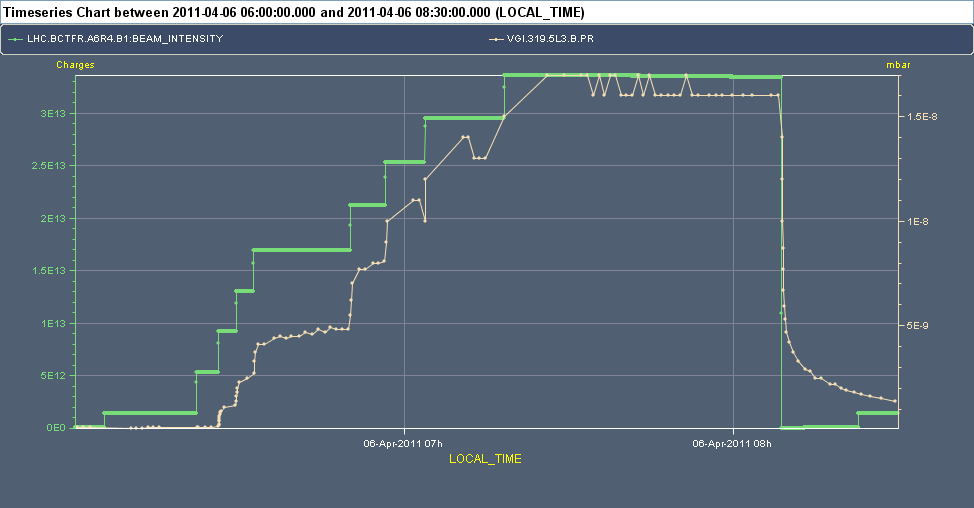 Timeseries Chart between 2011-04-06 06:00:00.000 and 2011-04-06 08:30:00.000 (LOCAL_TIME)
LHC.BCTFR.A6R4.B1:BEAM_INTENSITY VGI.319.5L3.B.PR
Charges mbar
3E13
1.5E-8
2.5E13
2E13
1E-8
1.5E13
1E13
5E-9
5E12
0E0
06-Apr-2011 07h 06-Apr-2011 08h
LOCAL_TIME